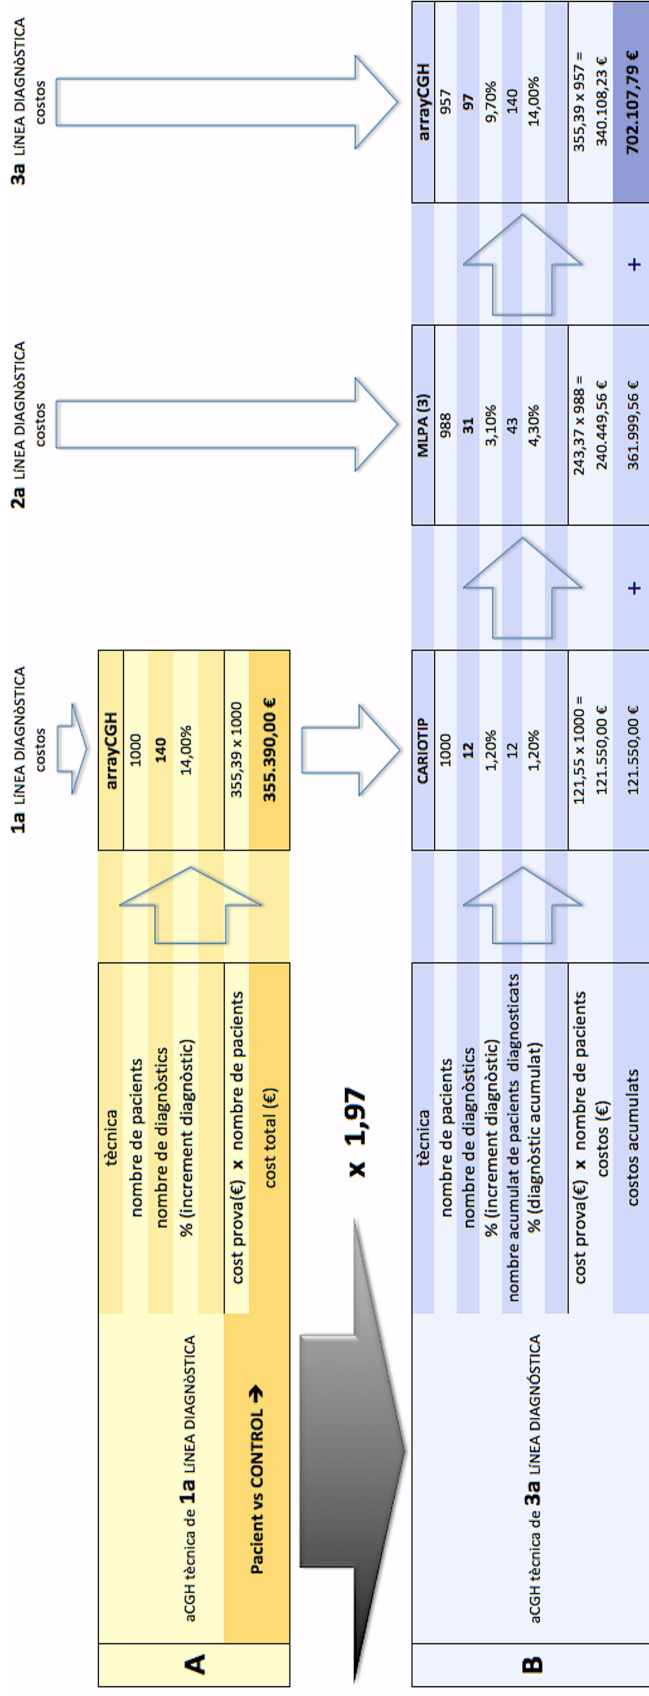 1a LíNEA DIAGNòSTICA
costos
2a LíNEA DIAGNòSTICA
costos
3a LíNEA DIAGNòSTICA
costos
A
aCGH tècnica de 1a LíNEA DIAGNòSTICA
Pacient vs CONTROL →
tècnica
nombre de pacients
nombre de diagnòstics
% (increment diagnòstic)
cost prova(€) x nombre de pacients
cost total (€)
arrayCGH
1000
140
14,00%
355,39 x 1000
355.390,00 €
x 1,97
B
aCGH tècnica de 3a LÍNEA DIAGNÓSTICA
tècnica
nombre de pacients
nombre de diagnòstics
% (increment diagnòstic)
nombre acumulat de pacients diagnosticats
% (diagnòstic acumulat)
cost prova(€) x nombre de pacients
costos (€)
costos acumulats
CARIOTIP
1000
12
1,20%
12
1,20%
121,55 x 1000 =
121.550,00 €
121.550,00 €
+
MLPA (3)
988
31
3,10%
43
4,30%
243,37 x 988 =
240.449,56 €
361.999,56 €
+
arrayCGH
957
97
9,70%
140
14,00%
355,39 x 957 =
340.108,23 €
702.107,79 €